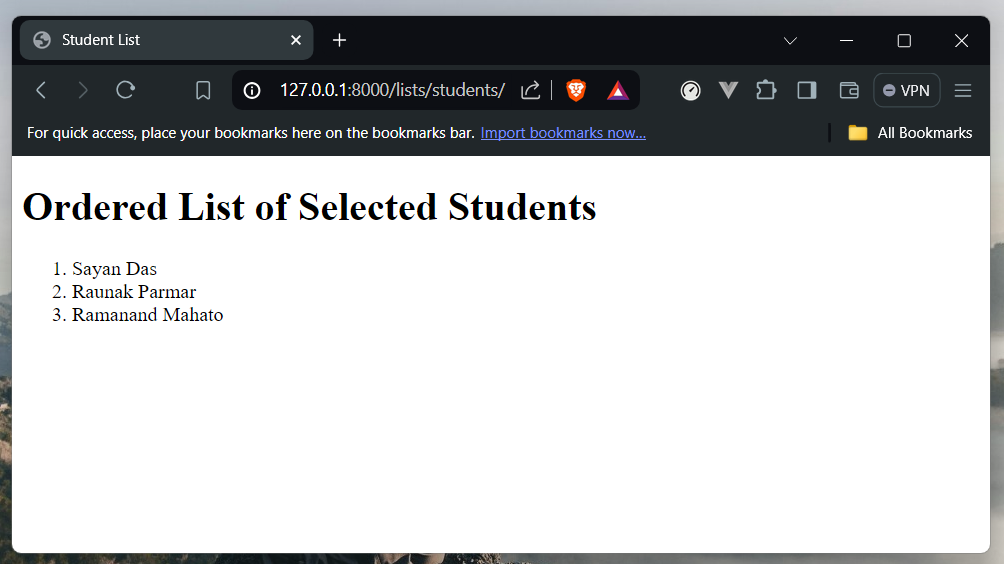 Student List
127.0.0.1:8000/lists/students/
VPN
For quick access, place your bookmarks here on the bookmarks bar. Import bookmarks now...
All Bookmarks
Ordered List of Selected Students
1. Sayan Das
2. Raunak Parmar
3. Ramanand Mahato